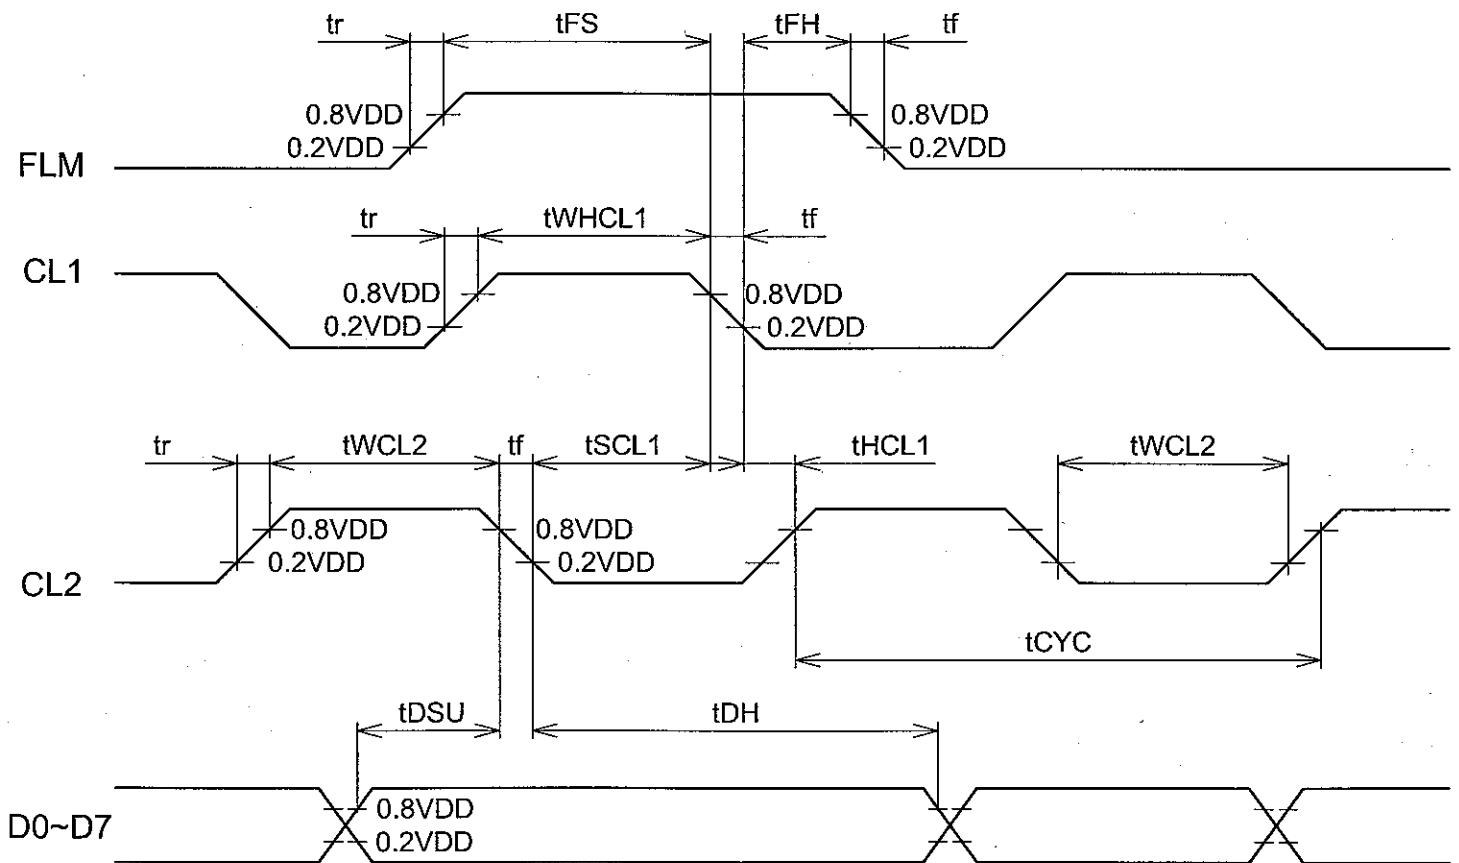 tr tFS tFH tf
0.8VDD 0.8VDD
0.2VDD 0.2VDD
FLM
tr tWHCL1 tf
CL1
0.8VDD 0.8VDD
0.2VDD 0.2VDD
tr tWCL2 tf tSCL1 tHCL1 tWCL2
0.8VDD 0.8VDD
0.2VDD 0.2VDD
CL2
tCYC
tDSU tDH
0.8VDD
D0~D7
0.2VDD